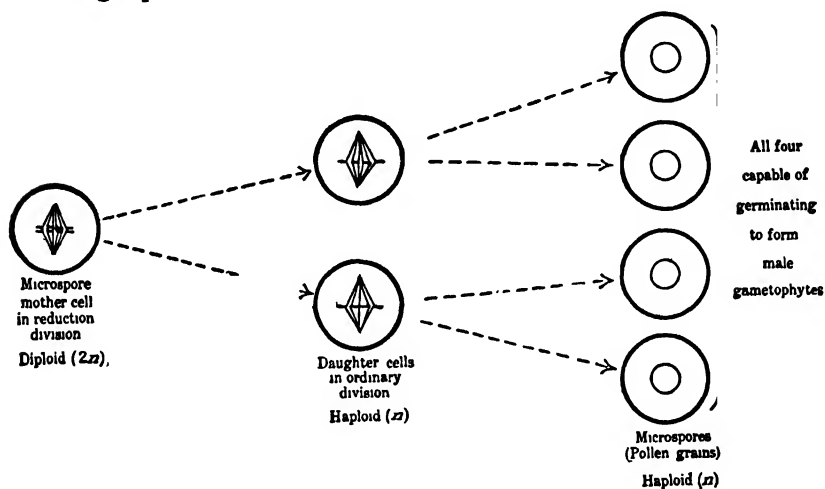 Microspore
mother cell
in reduction
division
Diploid (2n),
Daughter cells
in ordinary
division
Haploid (n)
Microspores
(Pollen grains)
Haploid (n)
All four
capable of
germinating
to form
male
gametophytes